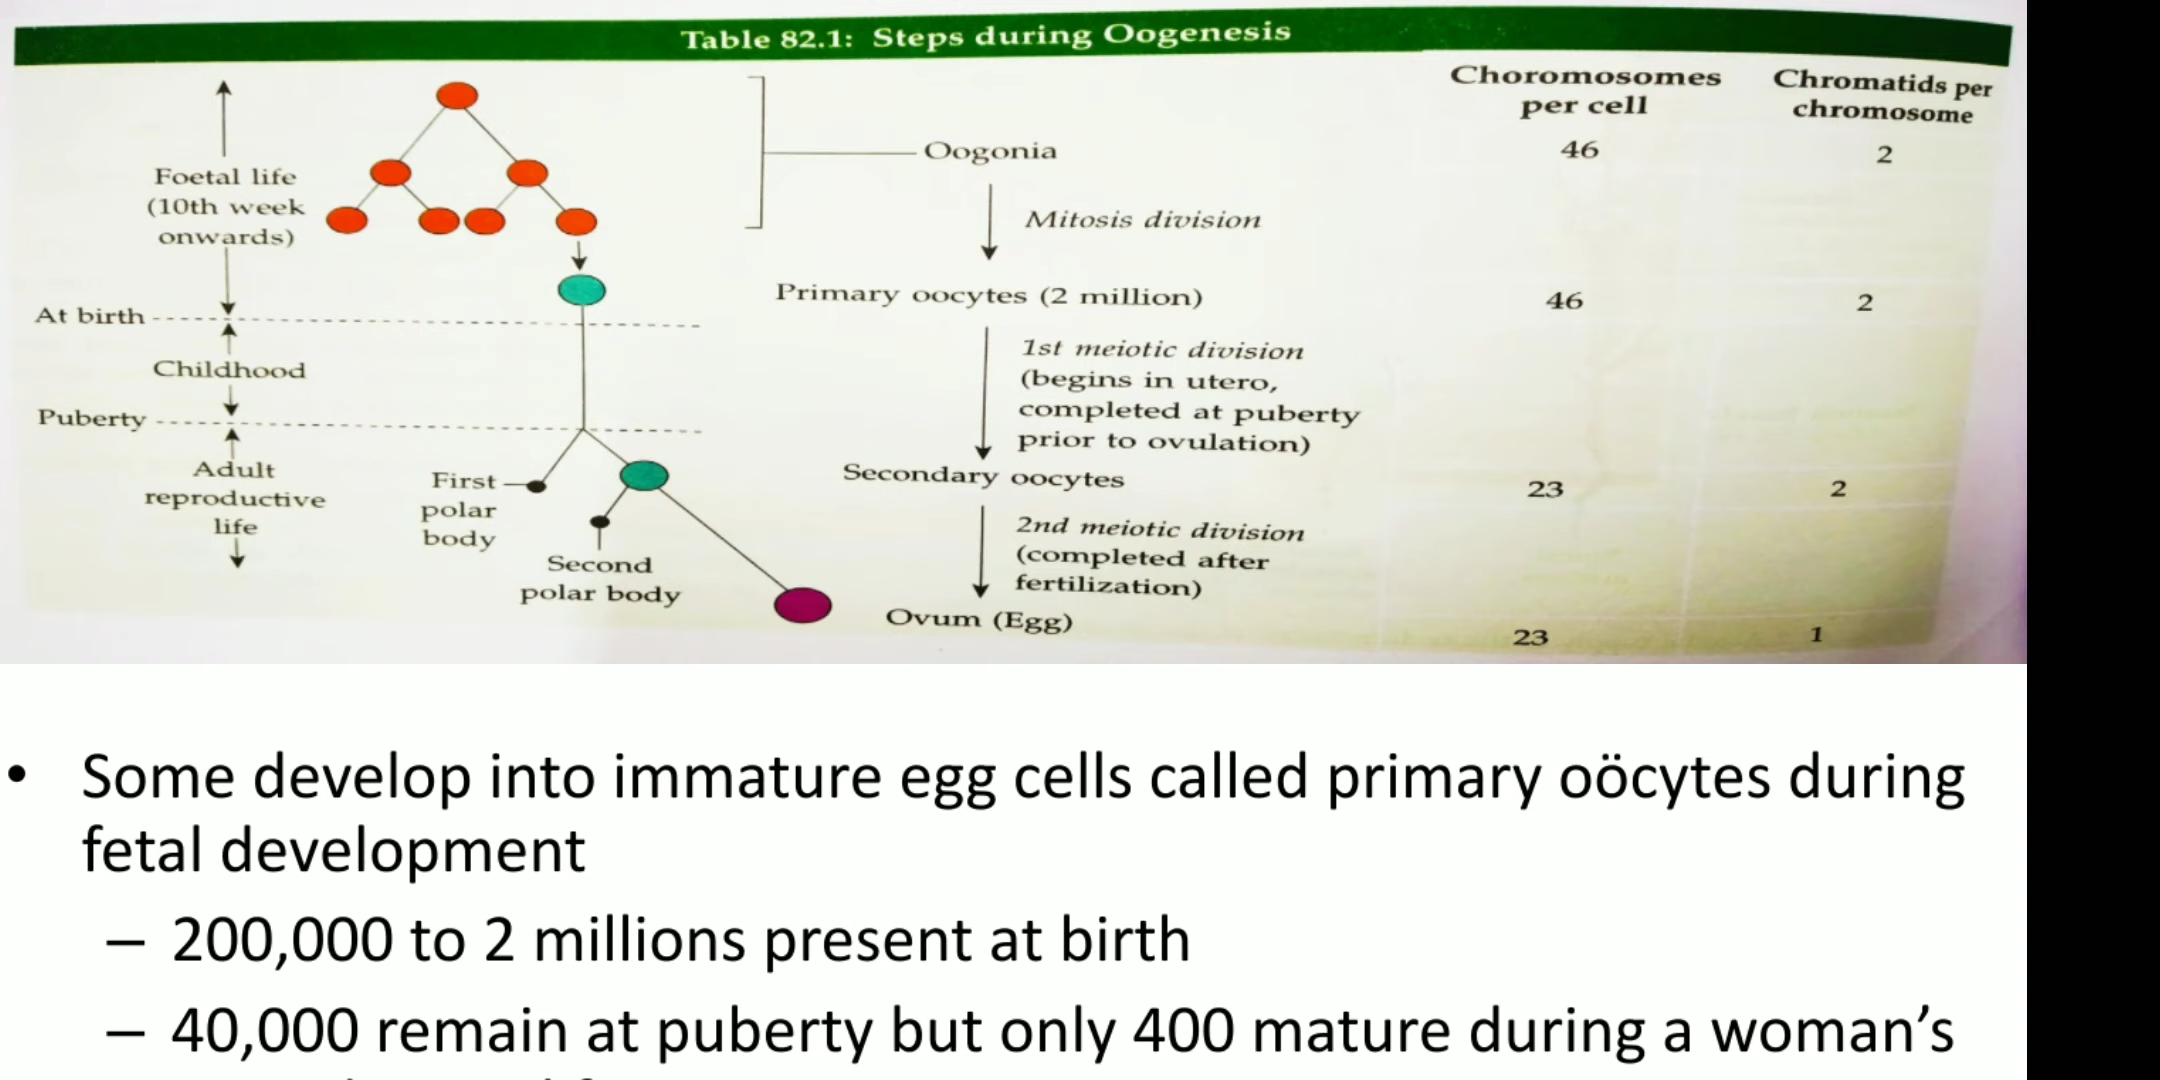 Table 82.1: Steps during Oogenesis
Choromosomes
per cell
Chromatids per
chromosome
Foetal life
(10th week
onwards)
At birth
Childhood
Puberty
Adult
reproductive
life
First
polar
body
Second
polar body
Oogonia
46
2
Mitosis division
Primary oocytes (2 million)
46
2
1st meiotic division
(begins in utero,
completed at puberty
prior to ovulation)
Secondary oocytes
23
2
2nd meiotic division
(completed after
fertilization)
Ovum (Egg)
23
1
• Some develop into immature egg cells called primary oöcytes during
fetal development
– 200,000 to 2 millions present at birth
– 40,000 remain at puberty but only 400 mature during a woman’s